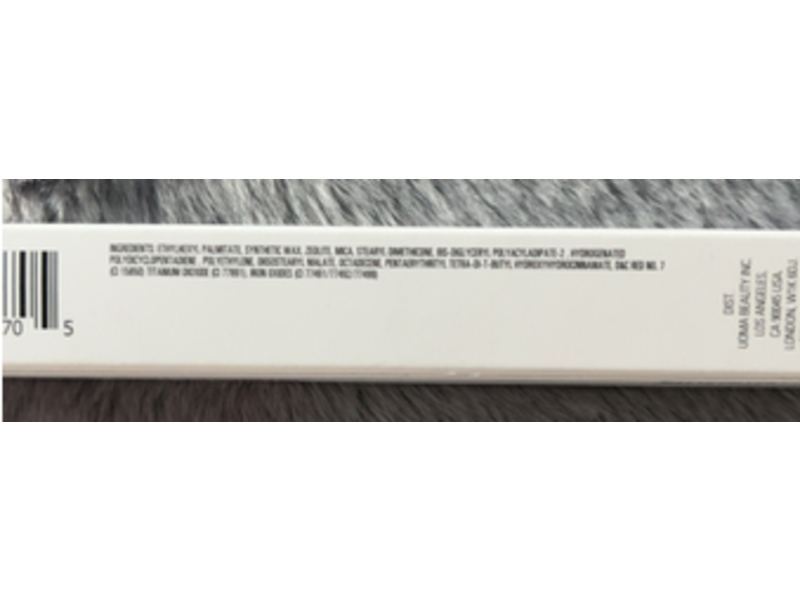 INGREDIENTS: ETHYLHEXYL PALMITATE, SYNTHETIC WAX, ZEOLITE, MICA, STEARYL DIMETHICONE, BIS-DIGLYCERYL POLYACYLADIPATE-2 , HYDROGENATED
POLYDICYCLOPENTADIENE , POLYETHYLENE, DIISOSTEARYL MALATE, OCTADECENE, PENTAERYTHRITYL TETRA-DI-T-BUTYL HYDROXYHYDROCINNAMATE, D&C RED NO. 7
(CI 15850) TITANIUM DIOXIDE (CI 77891), IRON OXIDES (CI 77491/77492/77499)
70 5
DIST.
UOMA BEAUTY INC.
LOS ANGELES,
CA 90045 USA.
LONDON, W1K 6DJ.